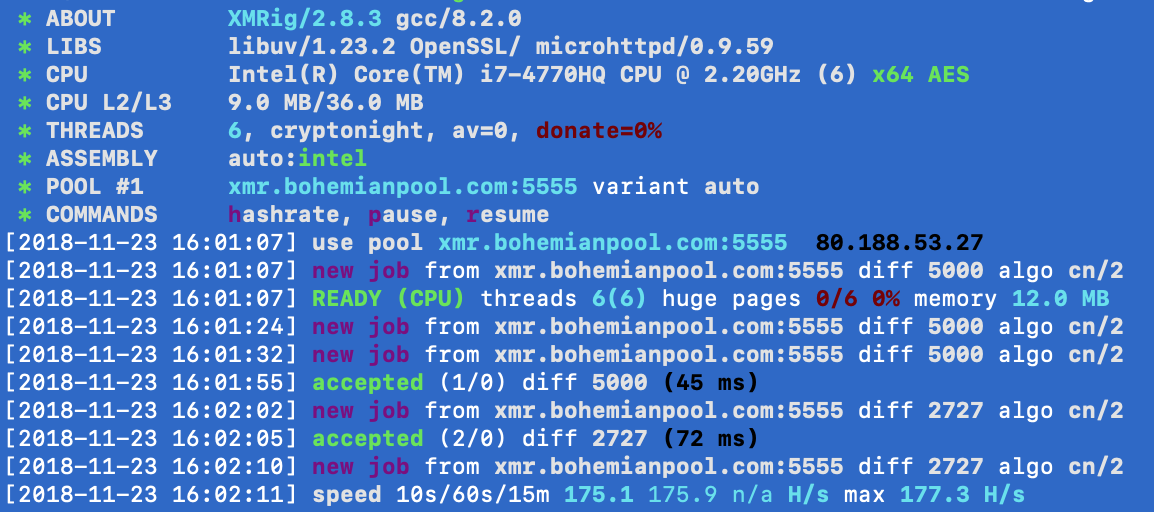 * ABOUT XMRig/2.8.3 gcc/8.2.0
* LIBS libuv/1.23.2 OpenSSL/ microhttpd/0.9.59
* CPU Intel(R) Core(TM) i7-4770HQ CPU @ 2.20GHz (6) x64 AES
* CPU L2/L3 9.0 MB/36.0 MB
* THREADS 6, cryptonight, av=0, donate=0%
* ASSEMBLY auto:intel
* POOL #1 xmr.bohemianpool.com:5555 variant auto
* COMMANDS hashrate, pause, resume
[2018-11-23 16:01:07] use pool xmr.bohemianpool.com:5555 80.188.53.27
[2018-11-23 16:01:07] new job from xmr.bohemianpool.com:5555 diff 5000 algo cn/2
[2018-11-23 16:01:07] READY (CPU) threads 6(6) huge pages 0/6 0% memory 12.0 MB
[2018-11-23 16:01:24] new job from xmr.bohemianpool.com:5555 diff 5000 algo cn/2
[2018-11-23 16:01:32] new job from xmr.bohemianpool.com:5555 diff 5000 algo cn/2
[2018-11-23 16:01:55] accepted (1/0) diff 5000 (45 ms)
[2018-11-23 16:02:02] new job from xmr.bohemianpool.com:5555 diff 2727 algo cn/2
[2018-11-23 16:02:05] accepted (2/0) diff 2727 (72 ms)
[2018-11-23 16:02:10] new job from xmr.bohemianpool.com:5555 diff 2727 algo cn/2
[2018-11-23 16:02:11] speed 10s/60s/15m 175.1 175.9 n/a H/s max 177.3 H/s